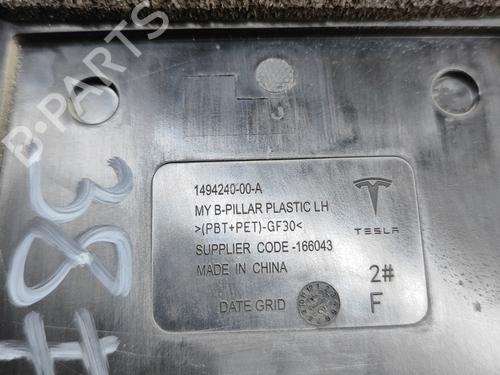 B-PARTS
38
1494240-00-A
MY B-PILLAR PLASTIC LH
>(PBT+PET)-GF30<
SUPPLIER CODE -166043
MADE IN CHINA
DATE GRID
TESLA
2#
F